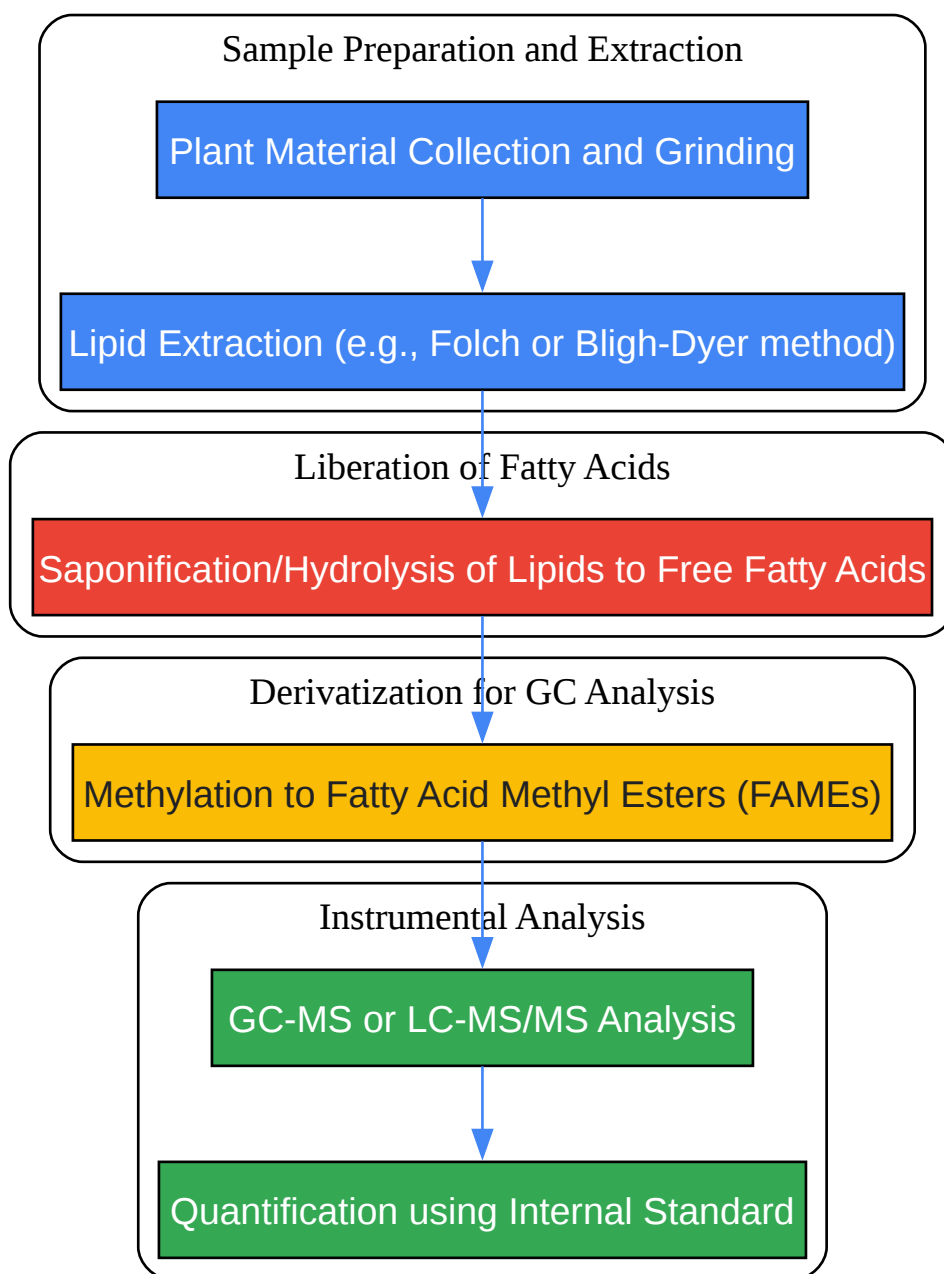 Sample Preparation and Extraction
Plant Material Collection and Grinding
Lipid Extraction (e.g., Folch or Bligh-Dyer method)
Liberation of Fatty Acids
Saponification/Hydrolysis of Lipids to Free Fatty Acids
Derivatization for GC Analysis
Methylation to Fatty Acid Methyl Esters (FAMEs)
Instrumental Analysis
GC-MS or LC-MS/MS Analysis
Quantification using Internal Standard